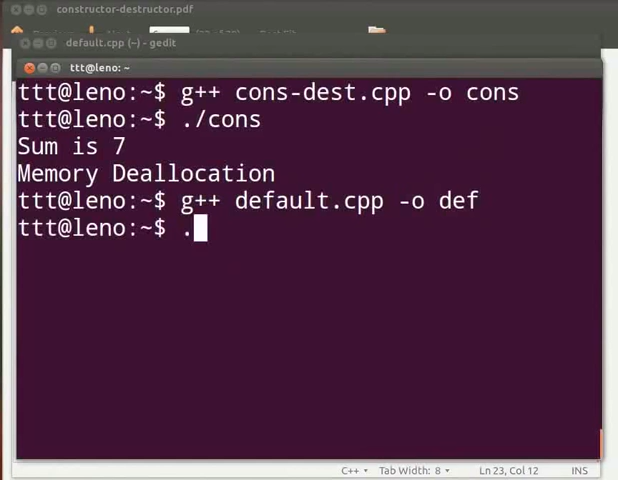 constructor-destructor.pdf
default.cpp (~) - gedit
ttt@leno: ~
ttt@leno:~$ g++ cons-dest.cpp -o cons
ttt@leno:~$ ./cons
Sum is 7
Memory Deallocation
ttt@leno:~$ g++ default.cpp -o def
ttt@leno:~$ .
C++ Tab Width: 8 Ln 23, Col 12 INS